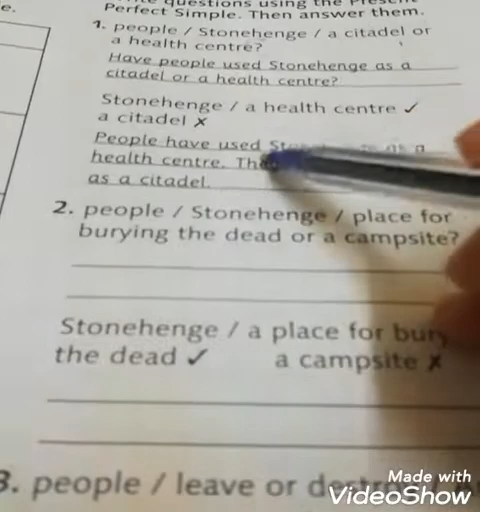 e.
questions using the Present
Perfect Simple. Then answer them.
1. people / Stonehenge / a citadel or
a health centre?
Have people used Stonehenge as a
citadel or a health centre?
Stonehenge / a health centre ✓
a citadel ✗
People have used as a
health centre.
as a citadel.
2. people / Stonehenge / place for
burying the dead or a campsite?
Stonehenge / a place for
the dead ✓ a campsite ✗
3. people / leave or
Made with
VideoShow